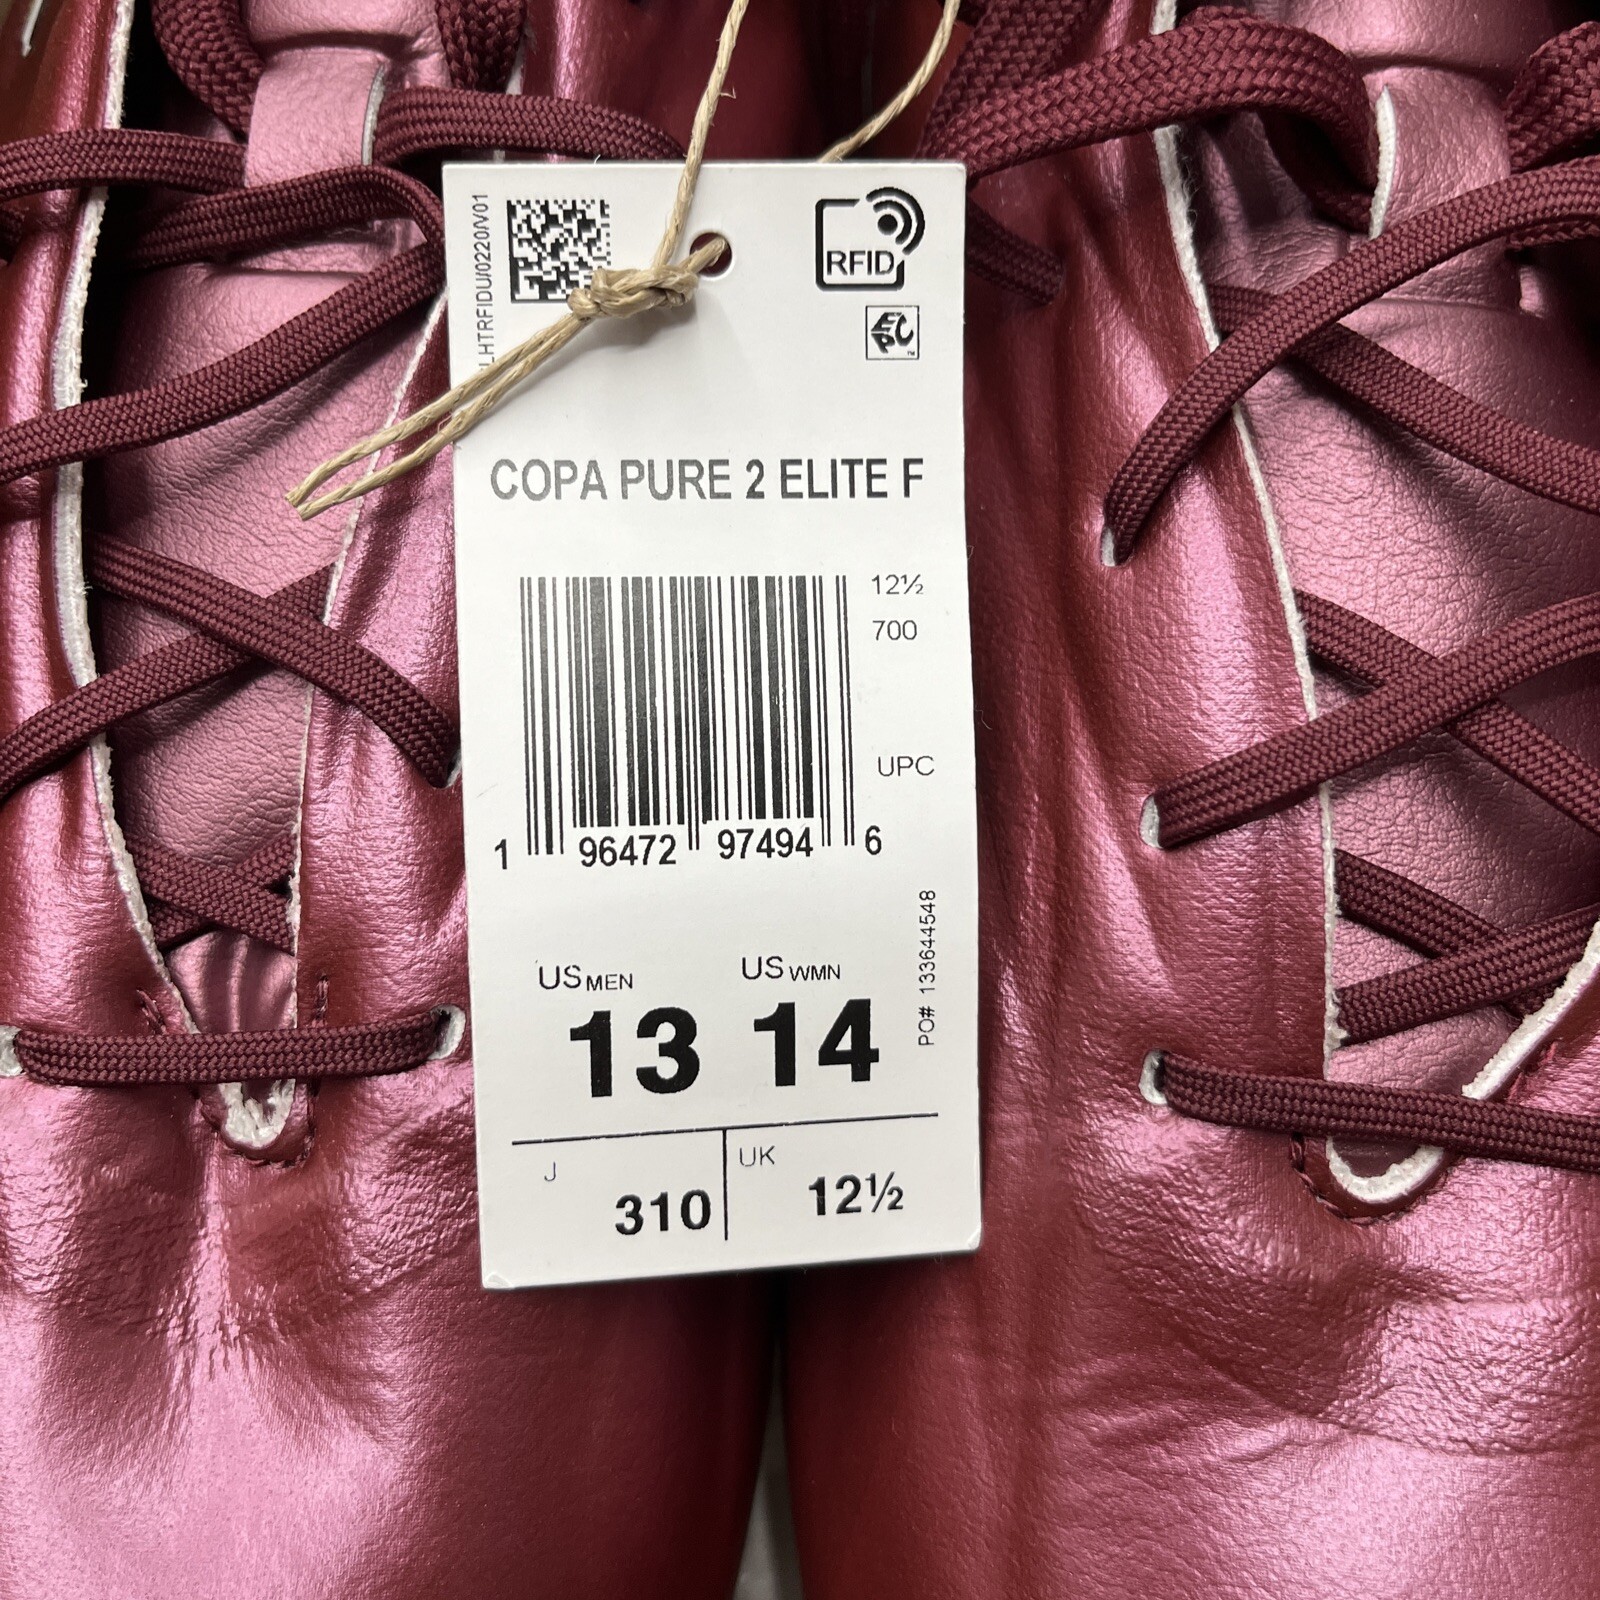 LHTRFIDU/0220/V01
RFID
EPC
™
COPA PURE 2 ELITE F
12½
700
UPC
1 96472 97494 6
PO# 133644548
US MEN
13
US WMN
14
J
310
UK
12½